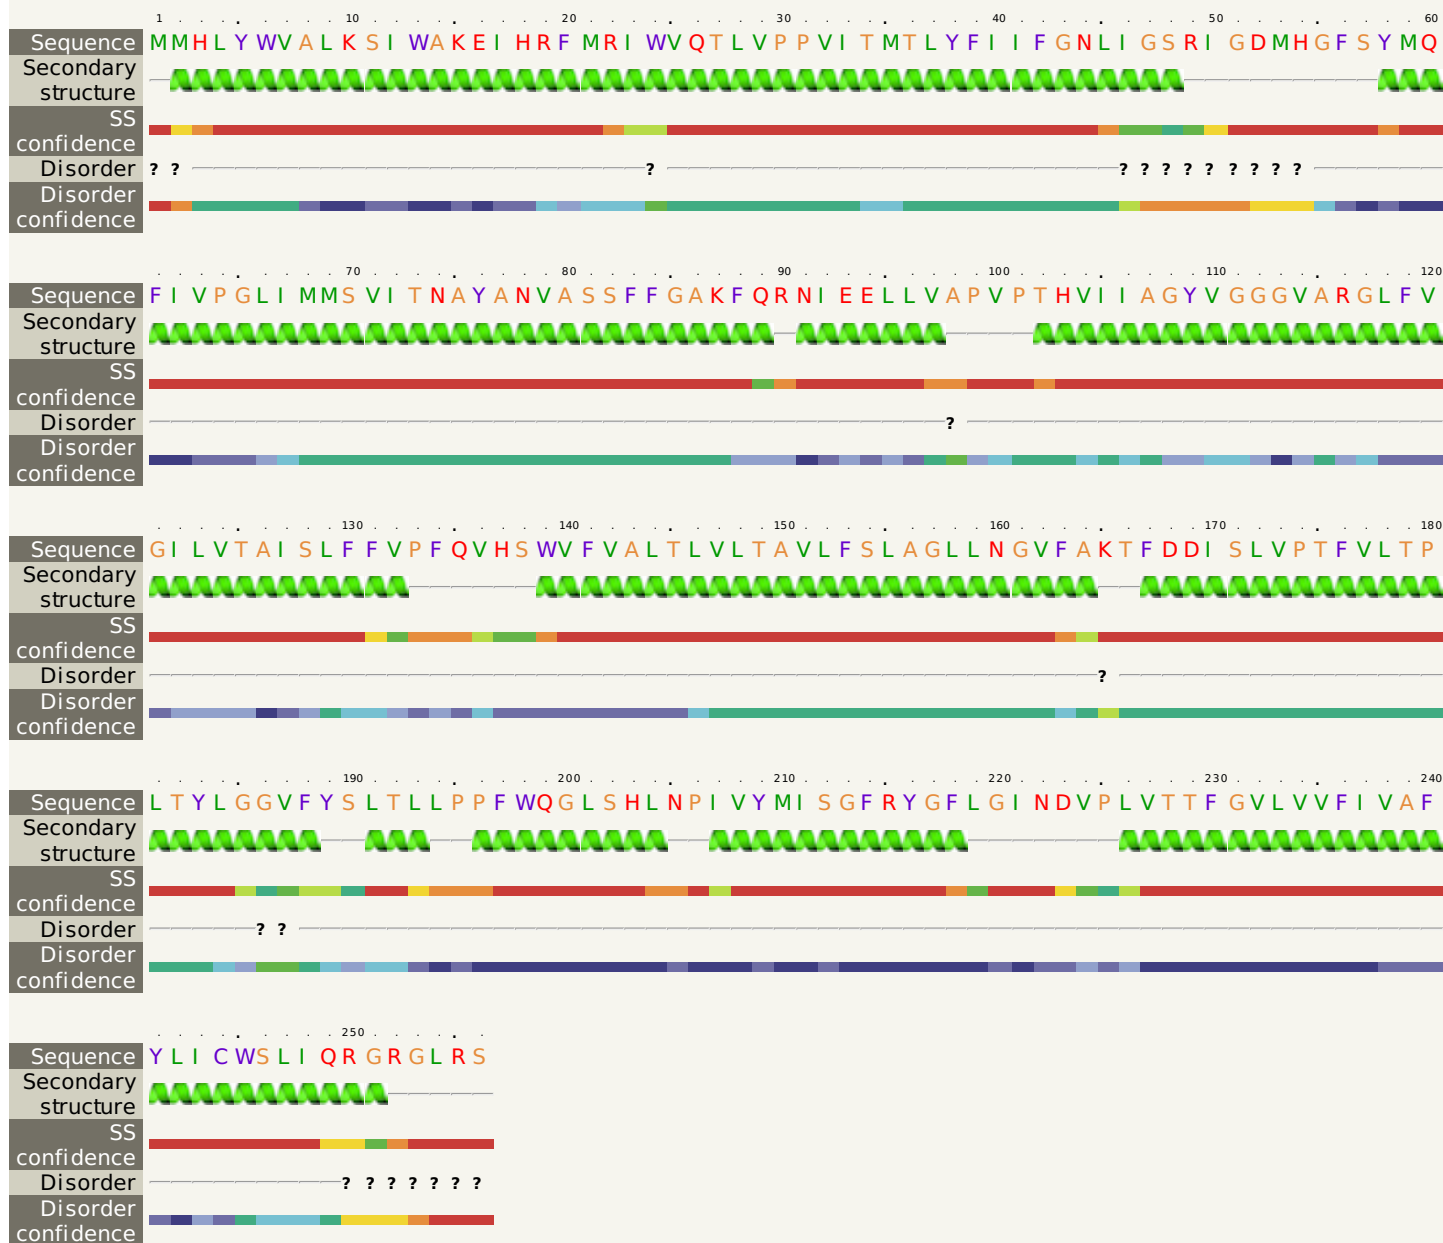 1 10 20 30 40 50 60
Sequence MMHLYWVALKSIWAKEIHRFMRIWVQTLVPPVITMTLYFIIFGNLIGSRIGDMHGFSYMQ
Secondary
structure
SS
confidence
Disorder ? ? ? ? ? ? ? ? ? ? ? ?
Disorder
confidence
70 80 90 100 110 120
Sequence FIVPGLIMMSVITNAYANVASSFFGAKFQRNIEELLVAPVPTHVIIAGYVGGGVARGLFV
Secondary
structure
SS
confidence
Disorder ?
Disorder
confidence
130 140 150 160 170 180
Sequence GILVTAISLFFVPFQVHSWVFVALTLVLTAVLFSLAGLLNGVFAKTFDDISLVPTFVLTP
Secondary
structure
SS
confidence
Disorder ?
Disorder
confidence
190 200 210 220 230 240
Sequence LTYLGGVFYSLTLLPPFWQGLSHLNPIVYMISGFRYGFLGINDVPLVTTFGVLVVFIVAF
Secondary
structure
SS
confidence
Disorder ? ?
Disorder
confidence
250
Sequence YLICWSLIQRGRGLRS
Secondary
structure
SS
confidence
Disorder ? ? ? ? ? ? ?
Disorder
confidence